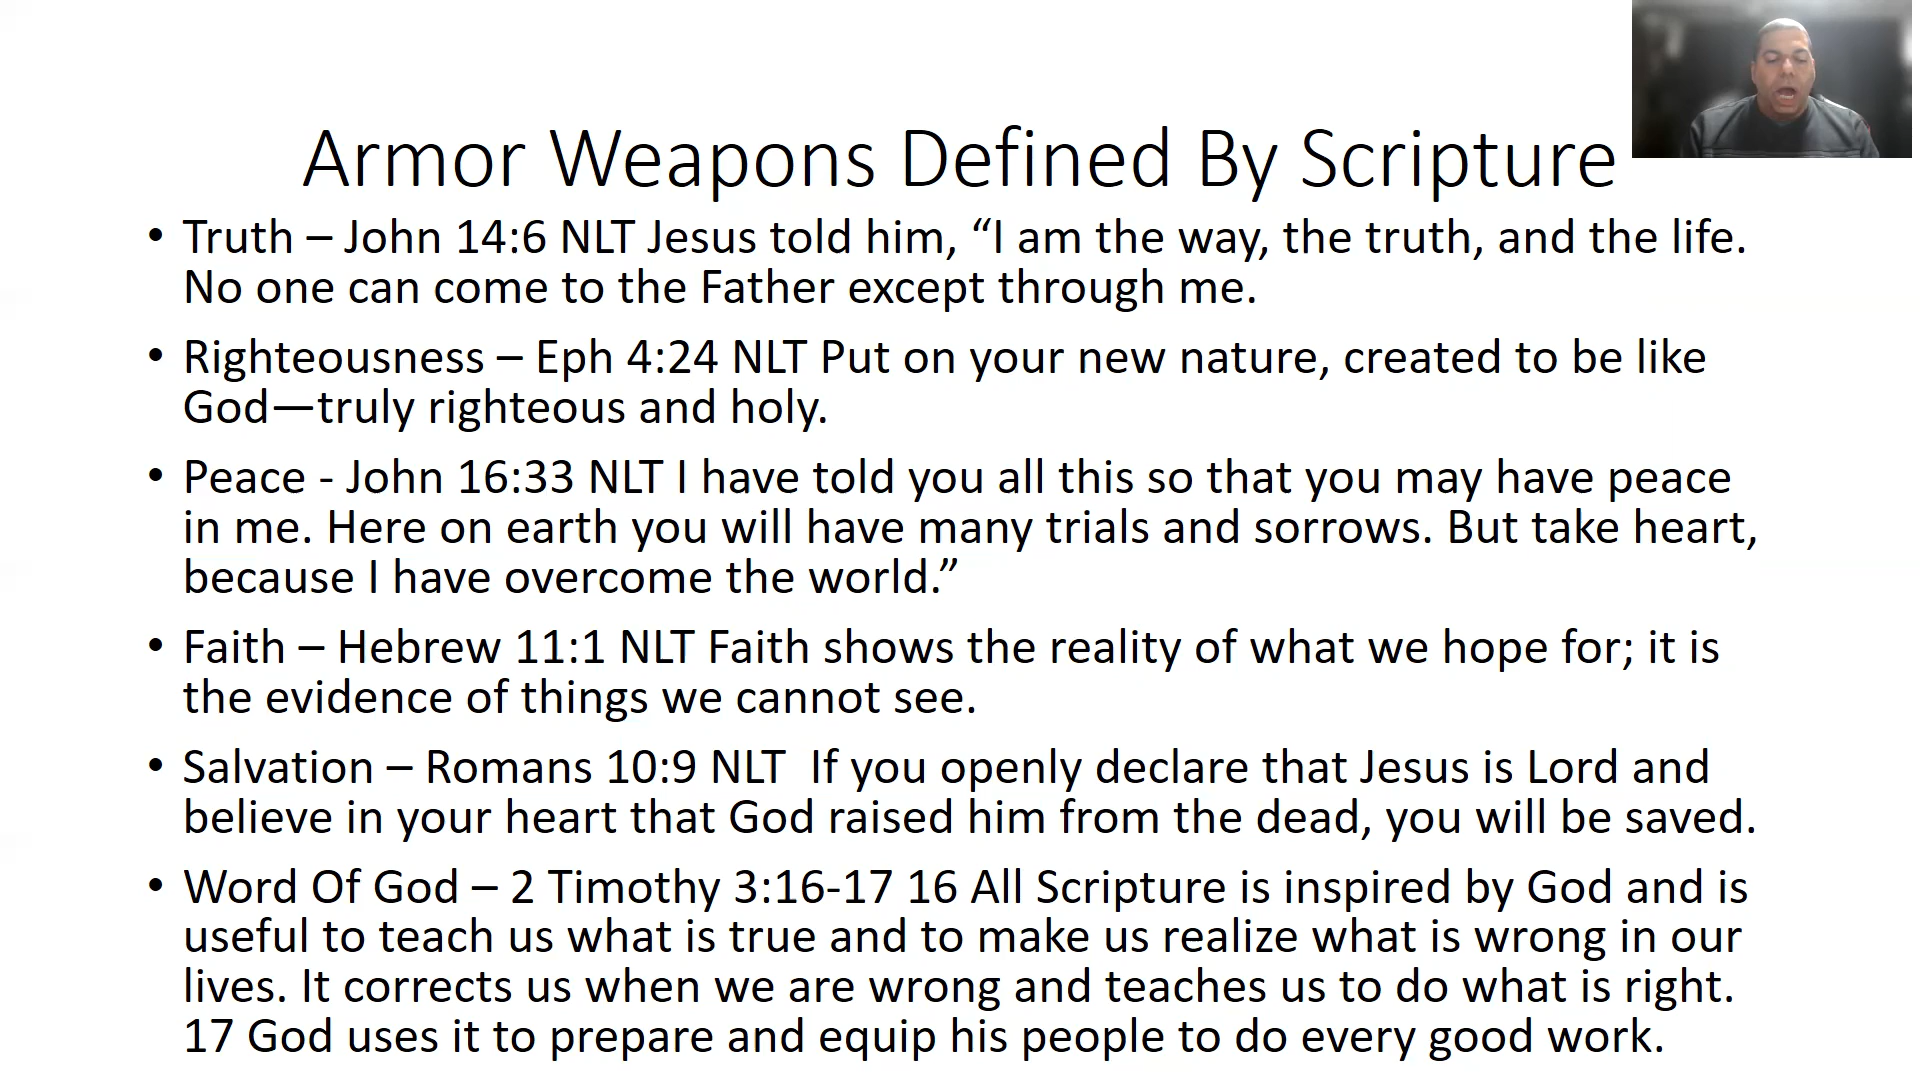 Armor Weapons Defined By Scripture
• Truth – John 14:6 NLT Jesus told him, “I am the way, the truth, and the life.
No one can come to the Father except through me.
• Righteousness – Eph 4:24 NLT Put on your new nature, created to be like
God—truly righteous and holy.
• Peace - John 16:33 NLT I have told you all this so that you may have peace
in me. Here on earth you will have many trials and sorrows. But take heart,
because I have overcome the world.”
• Faith – Hebrew 11:1 NLT Faith shows the reality of what we hope for; it is
the evidence of things we cannot see.
• Salvation – Romans 10:9 NLT  If you openly declare that Jesus is Lord and
believe in your heart that God raised him from the dead, you will be saved.
• Word Of God – 2 Timothy 3:16-17 16 All Scripture is inspired by God and is
useful to teach us what is true and to make us realize what is wrong in our
lives. It corrects us when we are wrong and teaches us to do what is right.
17 God uses it to prepare and equip his people to do every good work.